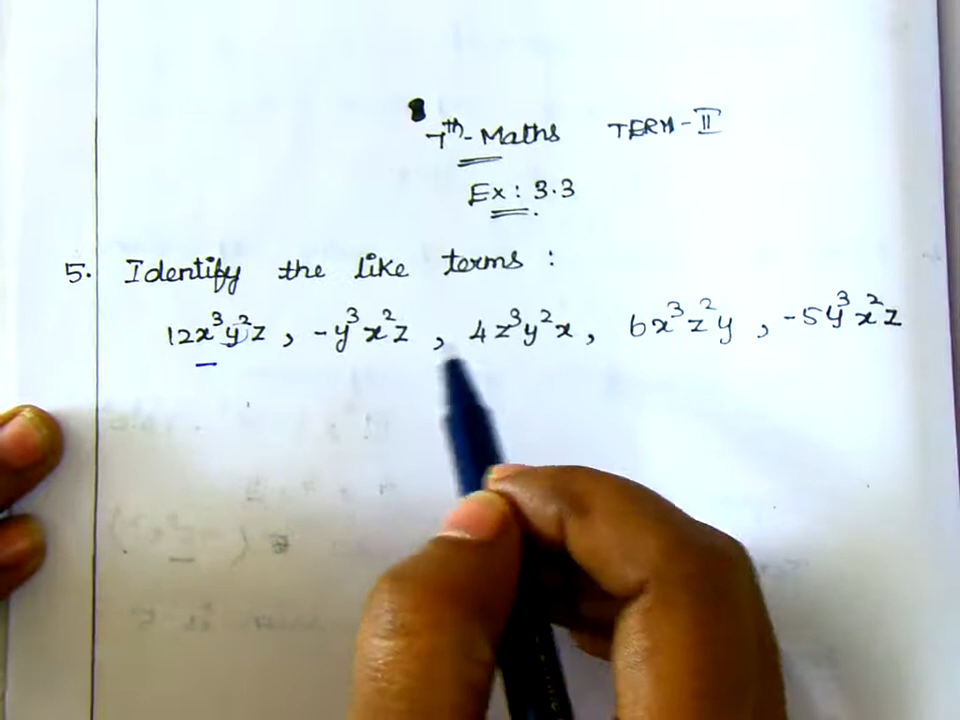 7th - Maths TERM - II
Ex: 3.3
5. Identify the like terms :
12x³y²z, -y³x²z, 4z³y²x, 6x³z²y, -5y³x²z